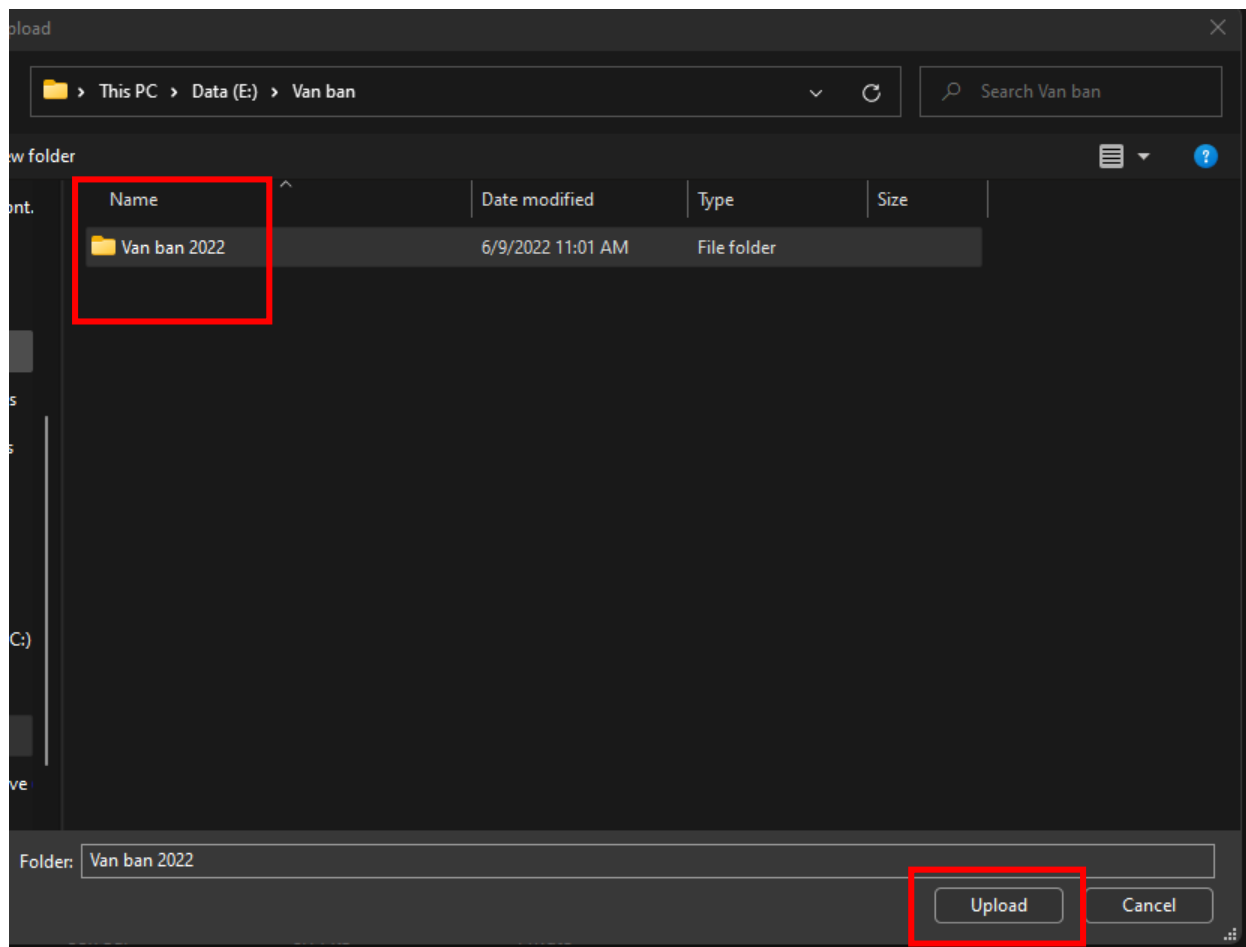 pload
This PC > Data (E:) > Van ban
Search Van ban
ew folder
ont.
Name Date modified Type Size
Van ban 2022 6/9/2022 11:01 AM File folder
s
s
C:)
ve
Folder: Van ban 2022
Upload Cancel